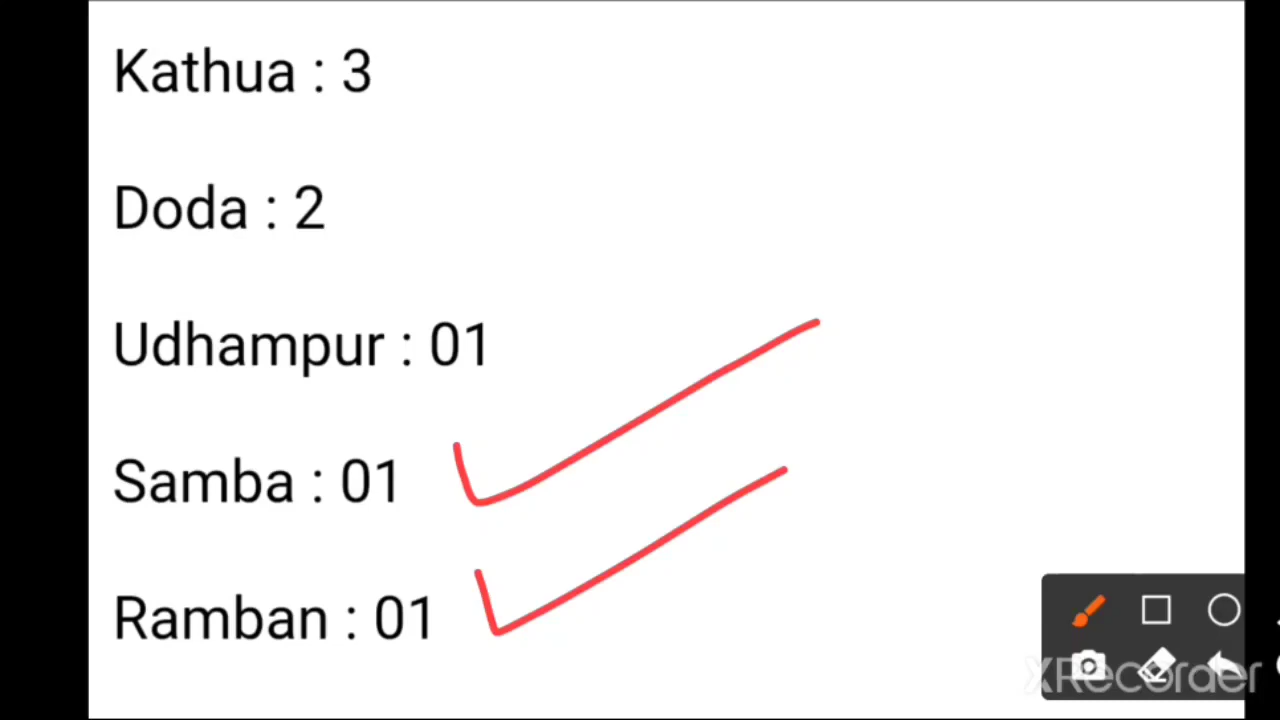 Kathua : 3
Doda : 2
Udhampur : 01
Samba : 01
Ramban : 01
XRecorder